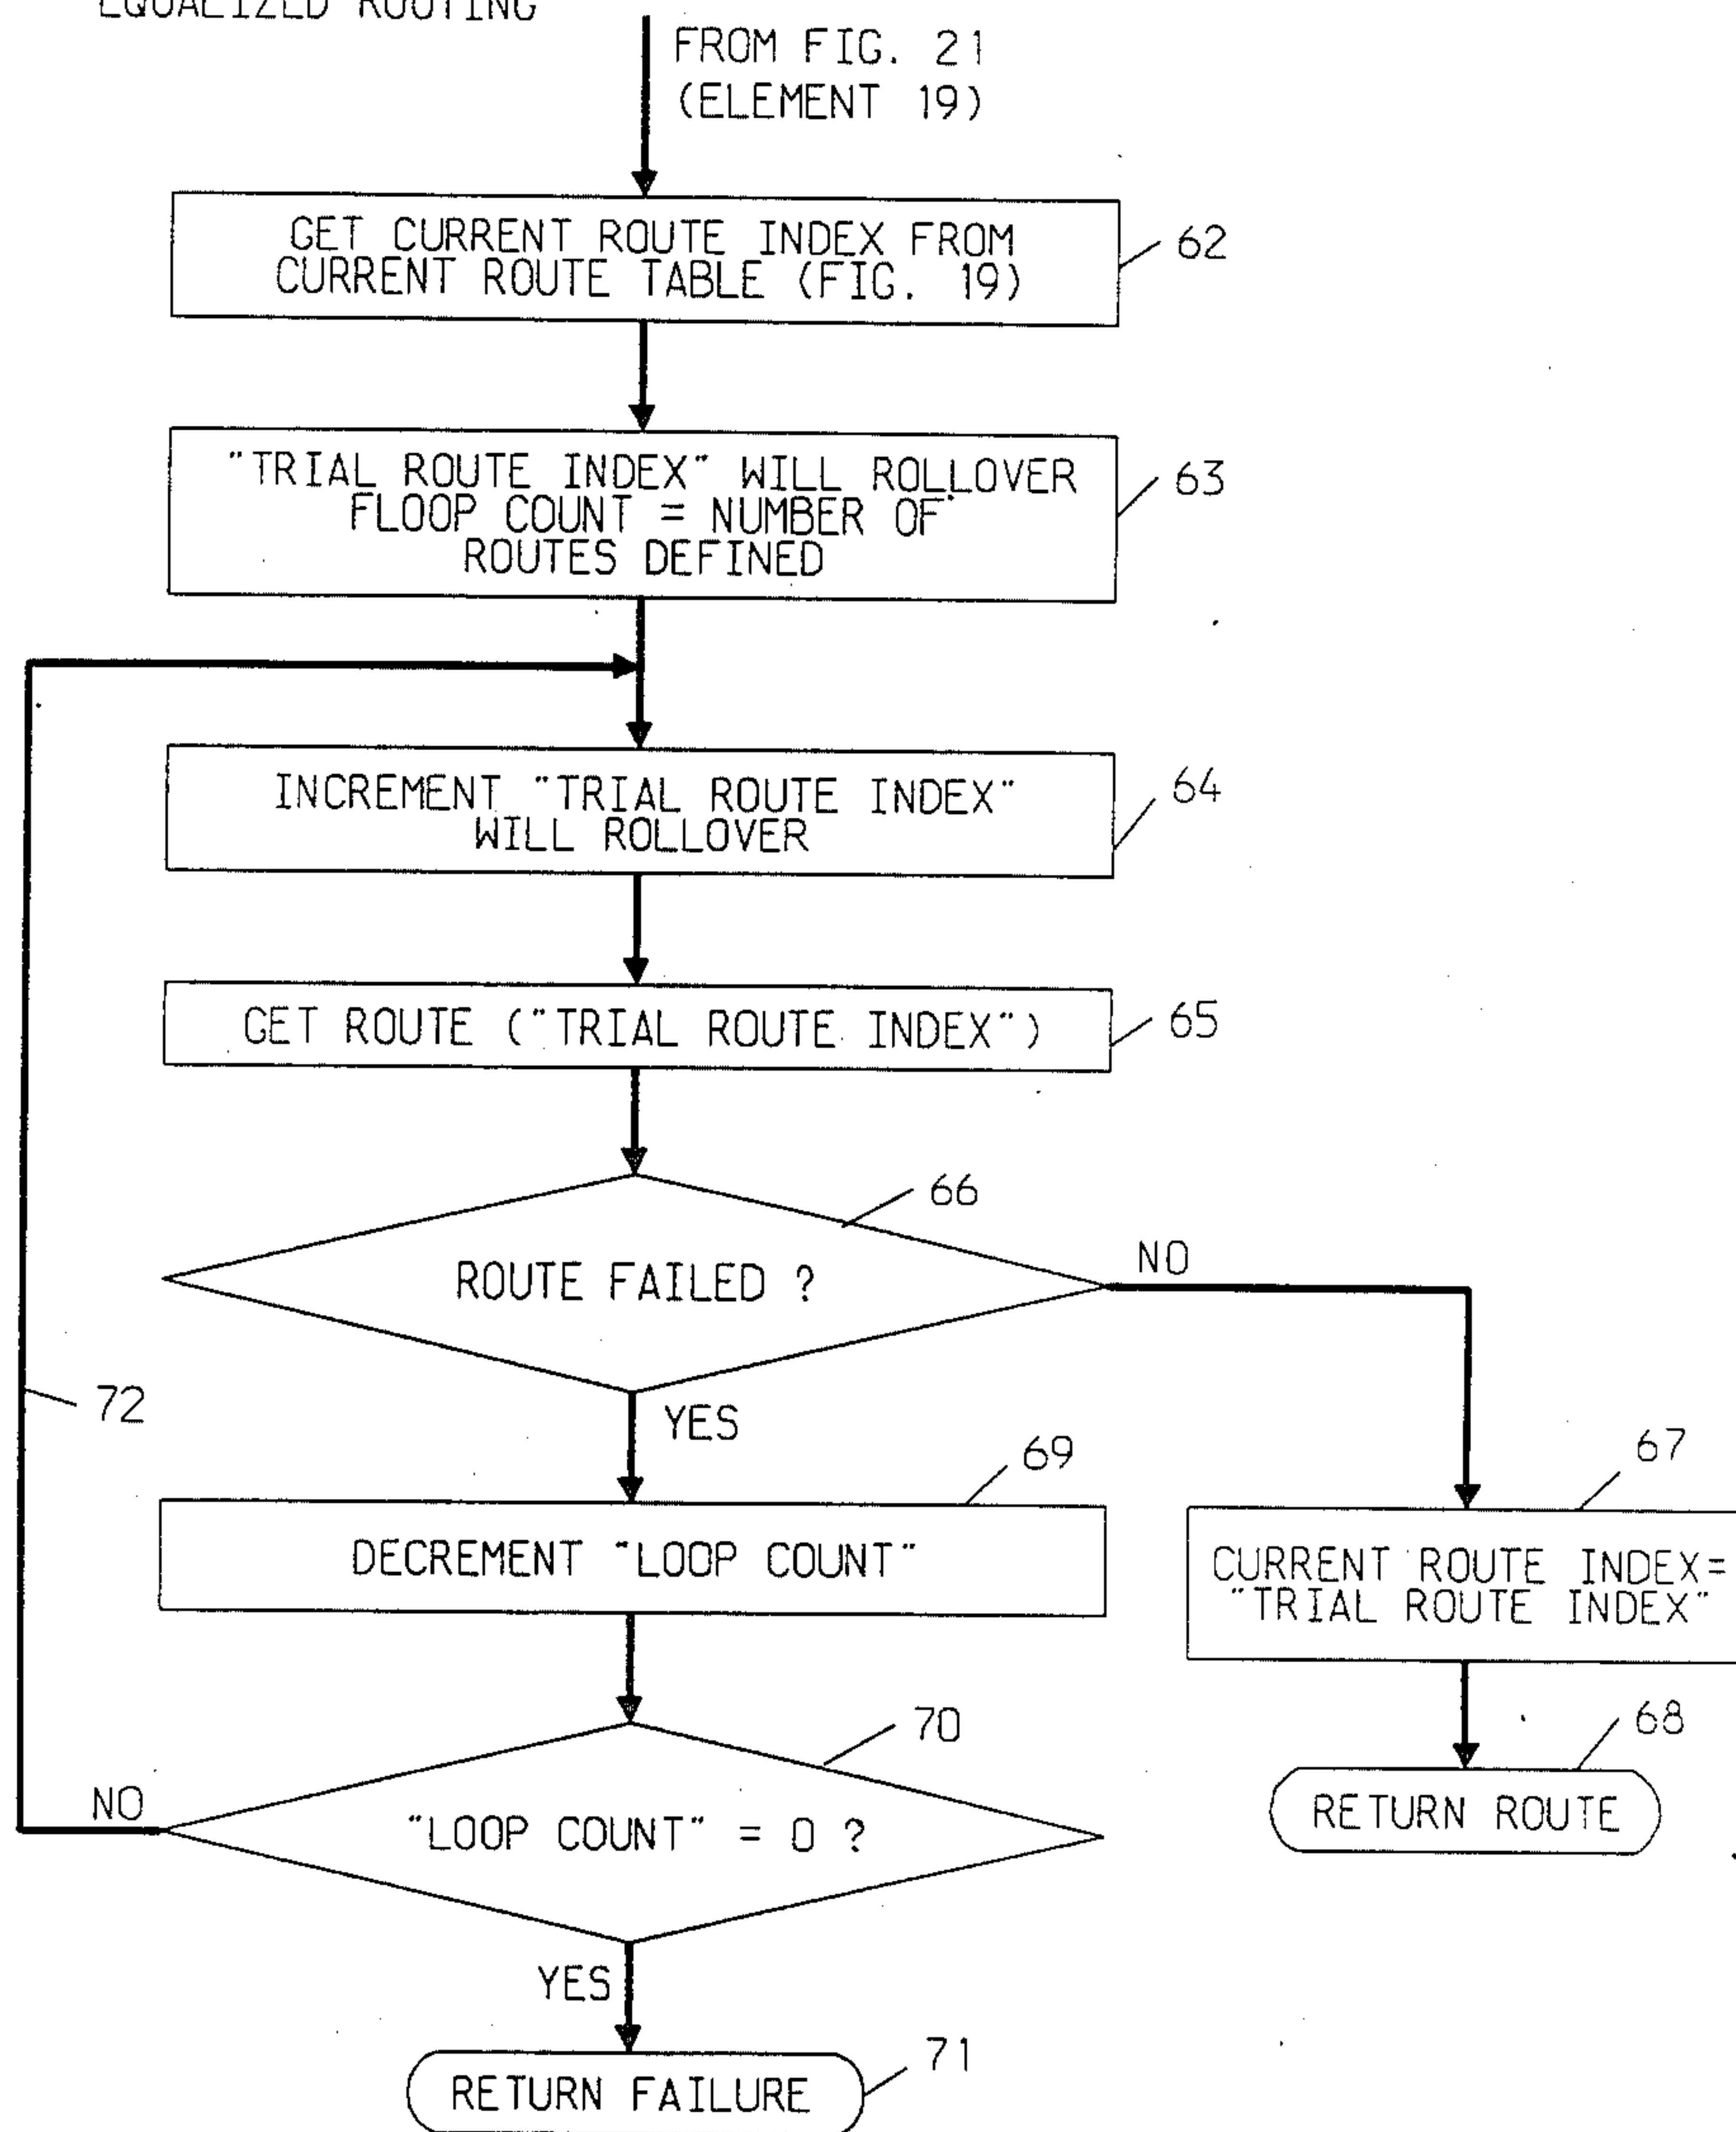 EQUALIZED ROUTING
FROM FIG. 21
(ELEMENT 19)
GET CURRENT ROUTE INDEX FROM
CURRENT ROUTE TABLE (FIG. 19)
62
"TRIAL ROUTE INDEX" WILL ROLLOVER
FLOOP COUNT = NUMBER OF
ROUTES DEFINED
63
INCREMENT "TRIAL ROUTE INDEX"
WILL ROLLOVER
64
GET ROUTE ("TRIAL ROUTE INDEX")
65
66
ROUTE FAILED ?
NO
YES
72
69
67
DECREMENT "LOOP COUNT"
CURRENT ROUTE INDEX=
"TRIAL ROUTE INDEX"
70
68
NO
"LOOP COUNT" = 0 ?
RETURN ROUTE
YES
71
RETURN FAILURE